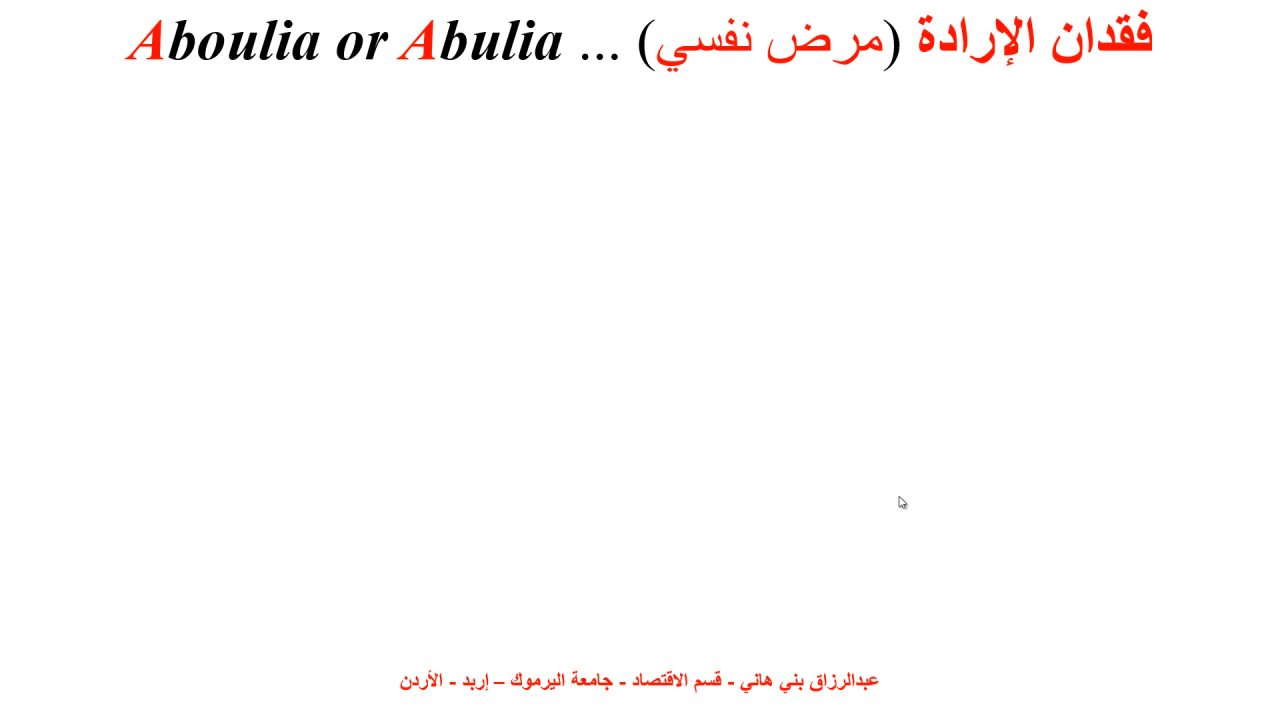 فقدان الإرادة (مرض نفسي) ... Aboulia or Abulia
عبدالرزاق بني هاني - قسم الاقتصاد - جامعة اليرموك – إربد - الأردن